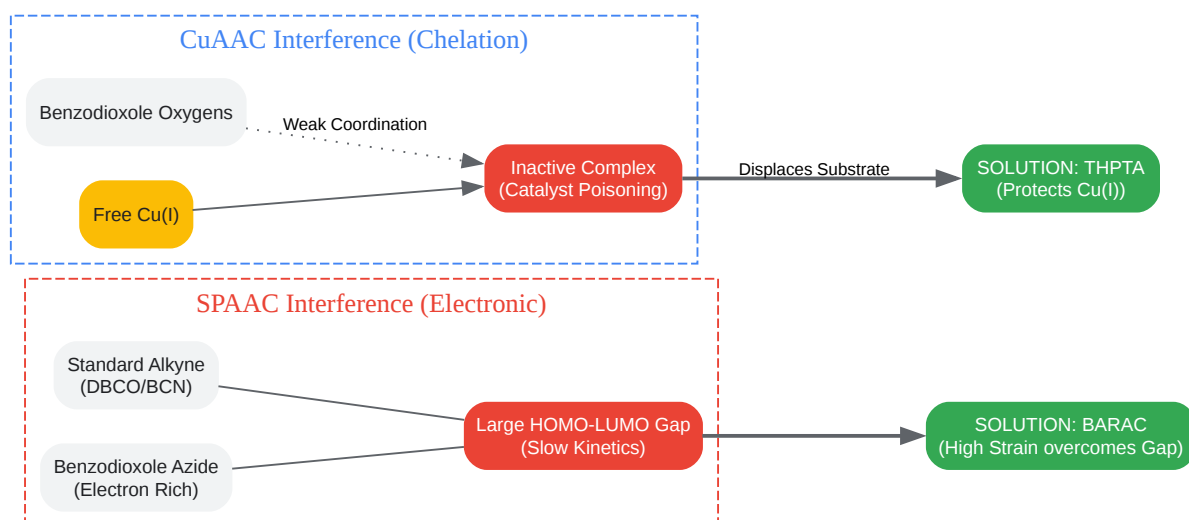 CuAAC Interference (Chelation)
Benzodioxole Oxygens
Weak Coordination
Free Cu(I)
Inactive Complex
(Catalyst Poisoning)
Displaces Substrate
SOLUTION: THPTA
(Protects Cu(I))
SPAAC Interference (Electronic)
Standard Alkyne
(DBCO/BCN)
Benzodioxole Azide
(Electron Rich)
Large HOMO-LUMO Gap
(Slow Kinetics)
SOLUTION: BARAC
(High Strain overcomes Gap)